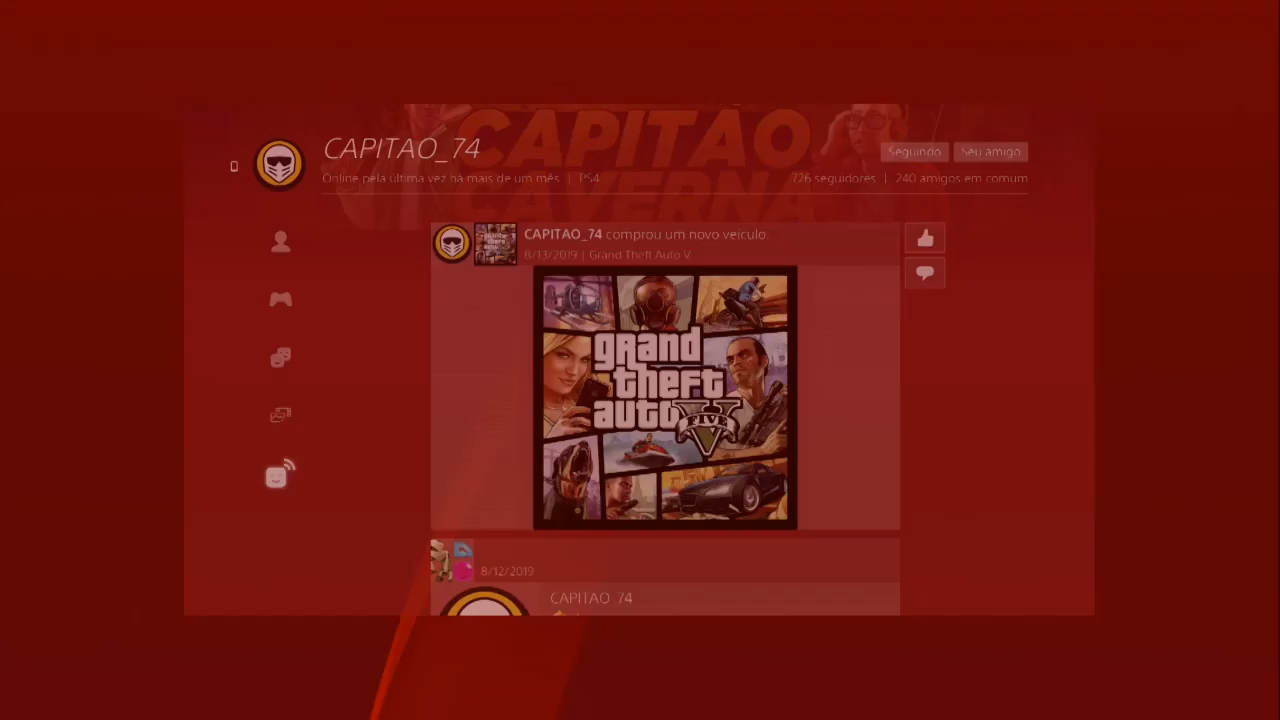 CAPITÃO
CAVERNA
CAPITAO_74
Seguindo
Seu amigo
Online pela última vez há mais de um mês | PS4
726 seguidores | 240 amigos em comum
CAPITAO_74 comprou um novo veículo.
8/13/2019 | Grand Theft Auto V
grand
theft
auto
FIVE
V
8/12/2019
CAPITAO_74